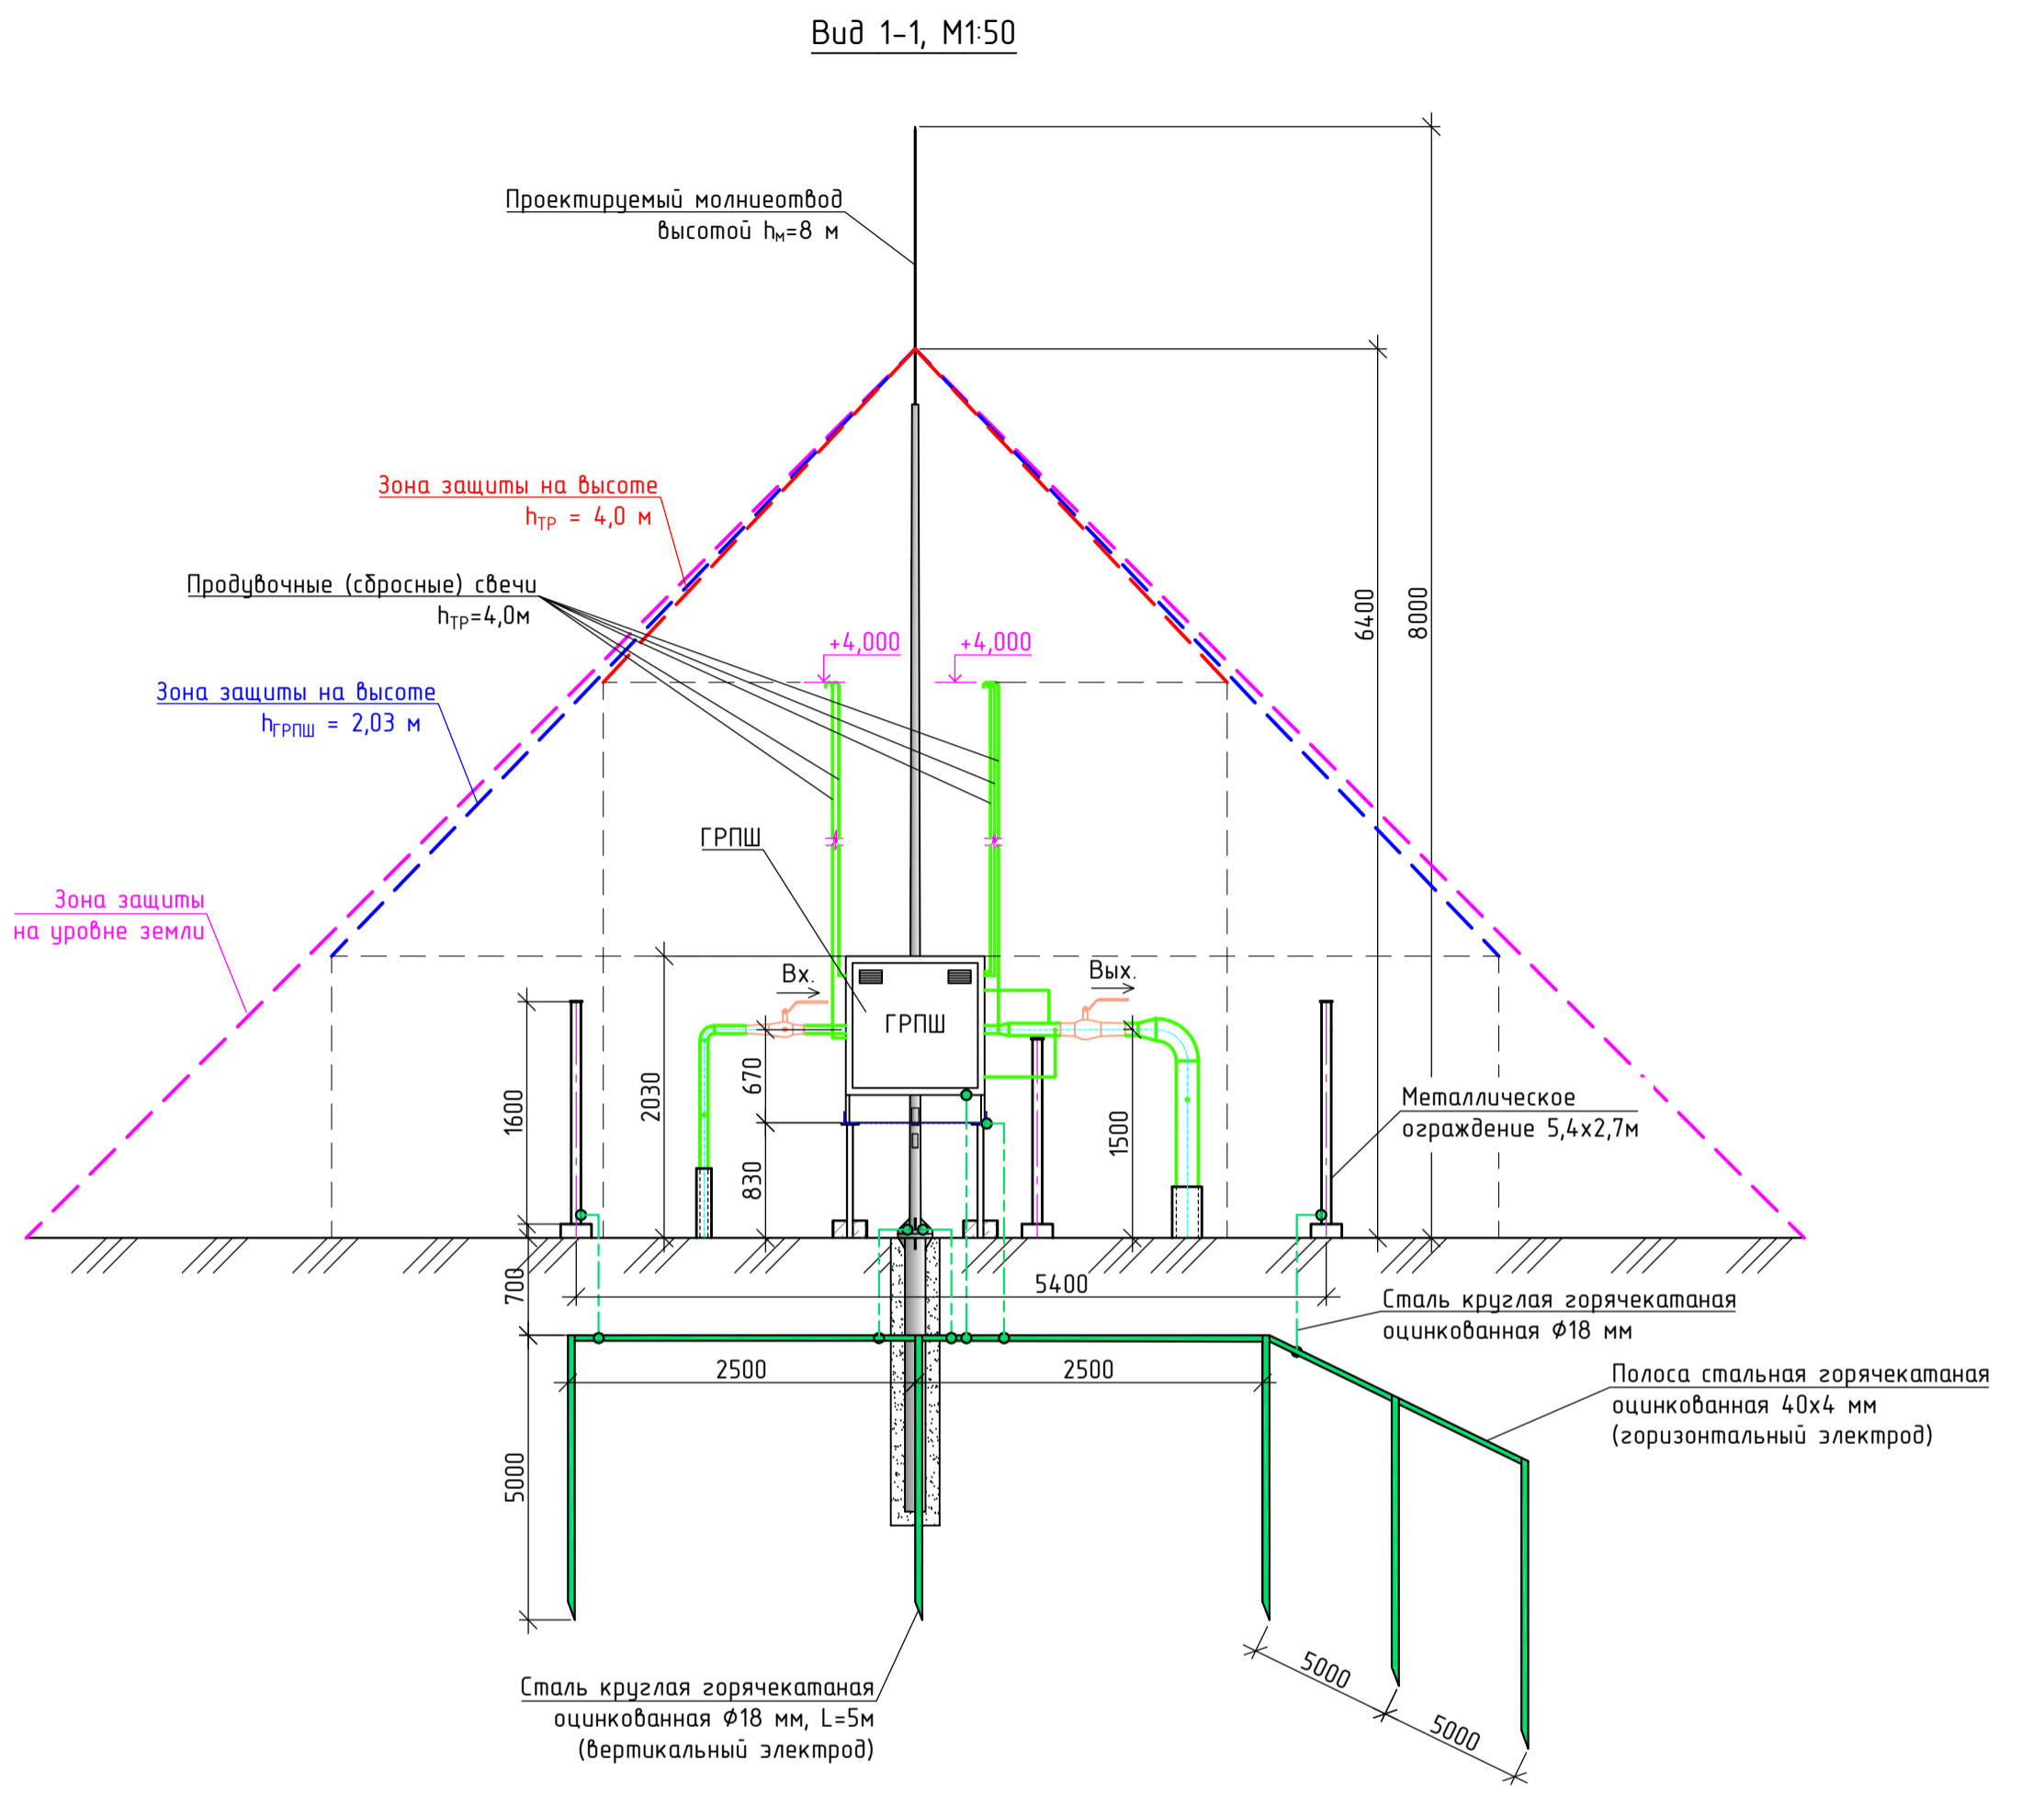 Вид 1-1, М1:50
Проектируемый молниеотвод
высотой hм=8 м
Зона защиты на высоте
hТР = 4,0 м
Продувочные (сбросные) свечи
hТР=4,0м
6400
8000
+4,000
+4,000
Зона защиты на высоте
hГРПШ = 2,03 м
ГРПШ
Зона защиты
на уровне земли
Вх.
Вых.
ГРПШ
1600
2030
670
830
1500
Металлическое
ограждение 5,4х2,7м
700
5400
Сталь круглая горячекатаная
оцинкованная Ф18 мм
2500
2500
Полоса стальная горячекатаная
оцинкованная 40х4 мм
(горизонтальный электрод)
5000
5000
5000
Сталь круглая горячекатаная
оцинкованная Ф18 мм, L=5м
(вертикальный электрод)